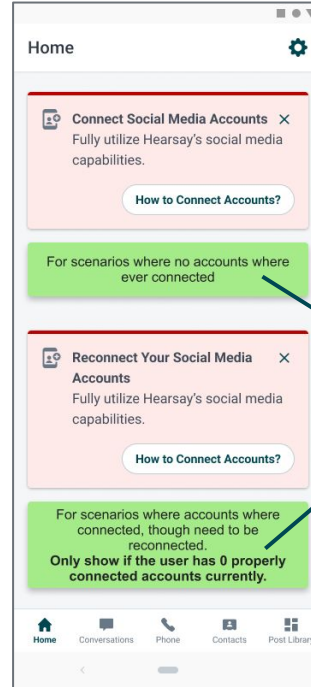 Home
Connect Social Media Accounts
Fully utilize Hearsay's social media
capabilities.
How to Connect Accounts?
For scenarios where no accounts where
ever connected
Reconnect Your Social Media
Accounts
Fully utilize Hearsay's social media
capabilities.
How to Connect Accounts?
For scenarios where accounts where
connected, though need to be
reconnected.
Only show if the user has 0 properly
connected accounts currently.
Home Conversations Phone Contacts Post Library